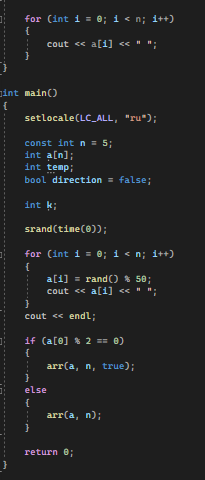 for (int i = 0; i < n; i++)
{
cout << a[i] << " ";
}
}
int main()
{
setlocale(LC_ALL, "ru");
const int n = 5;
int a[n];
int temp;
bool direction = false;
int k;
srand(time(0));
for (int i = 0; i < n; i++)
{
a[i] = rand() % 50;
cout << a[i] << " ";
}
cout << endl;
if (a[0] % 2 == 0)
{
arr(a, n, true);
}
else
{
arr(a, n);
}
return 0;
}